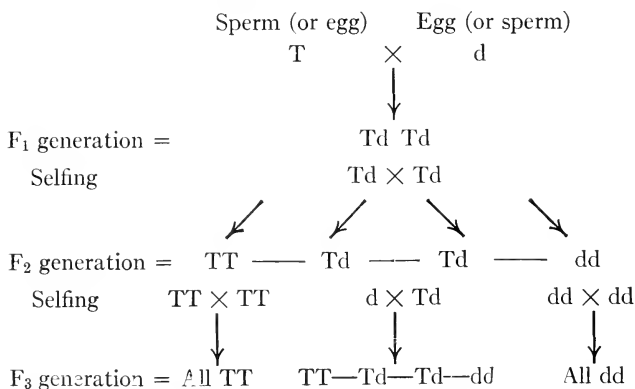 Sperm (or egg) Egg (or sperm)
T × d
F₁ generation = Td Td
Selfing Td × Td
F₂ generation = TT — Td — Td — dd
Selfing TT × TT d × Td dd × dd
F₃ generation = All TT TT—Td—Td—dd All dd